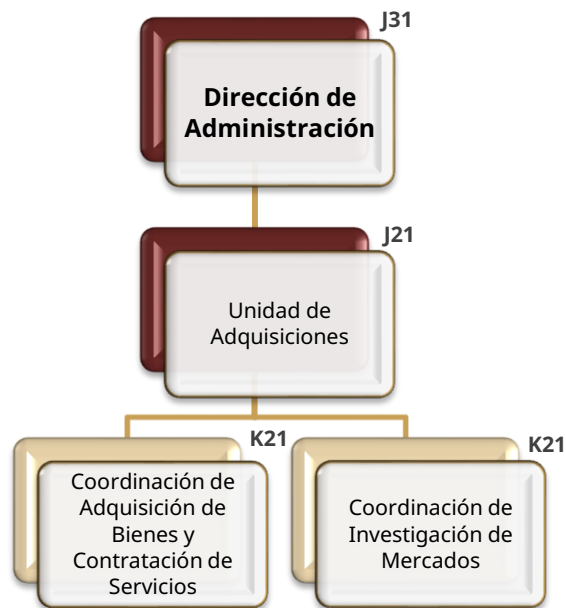 J31
Dirección de
Administración
J21
Unidad de
Adquisiciones
K21
Coordinación de
Adquisición de
Bienes y
Contratación de
Servicios
K21
Coordinación de
Investigación de
Mercados